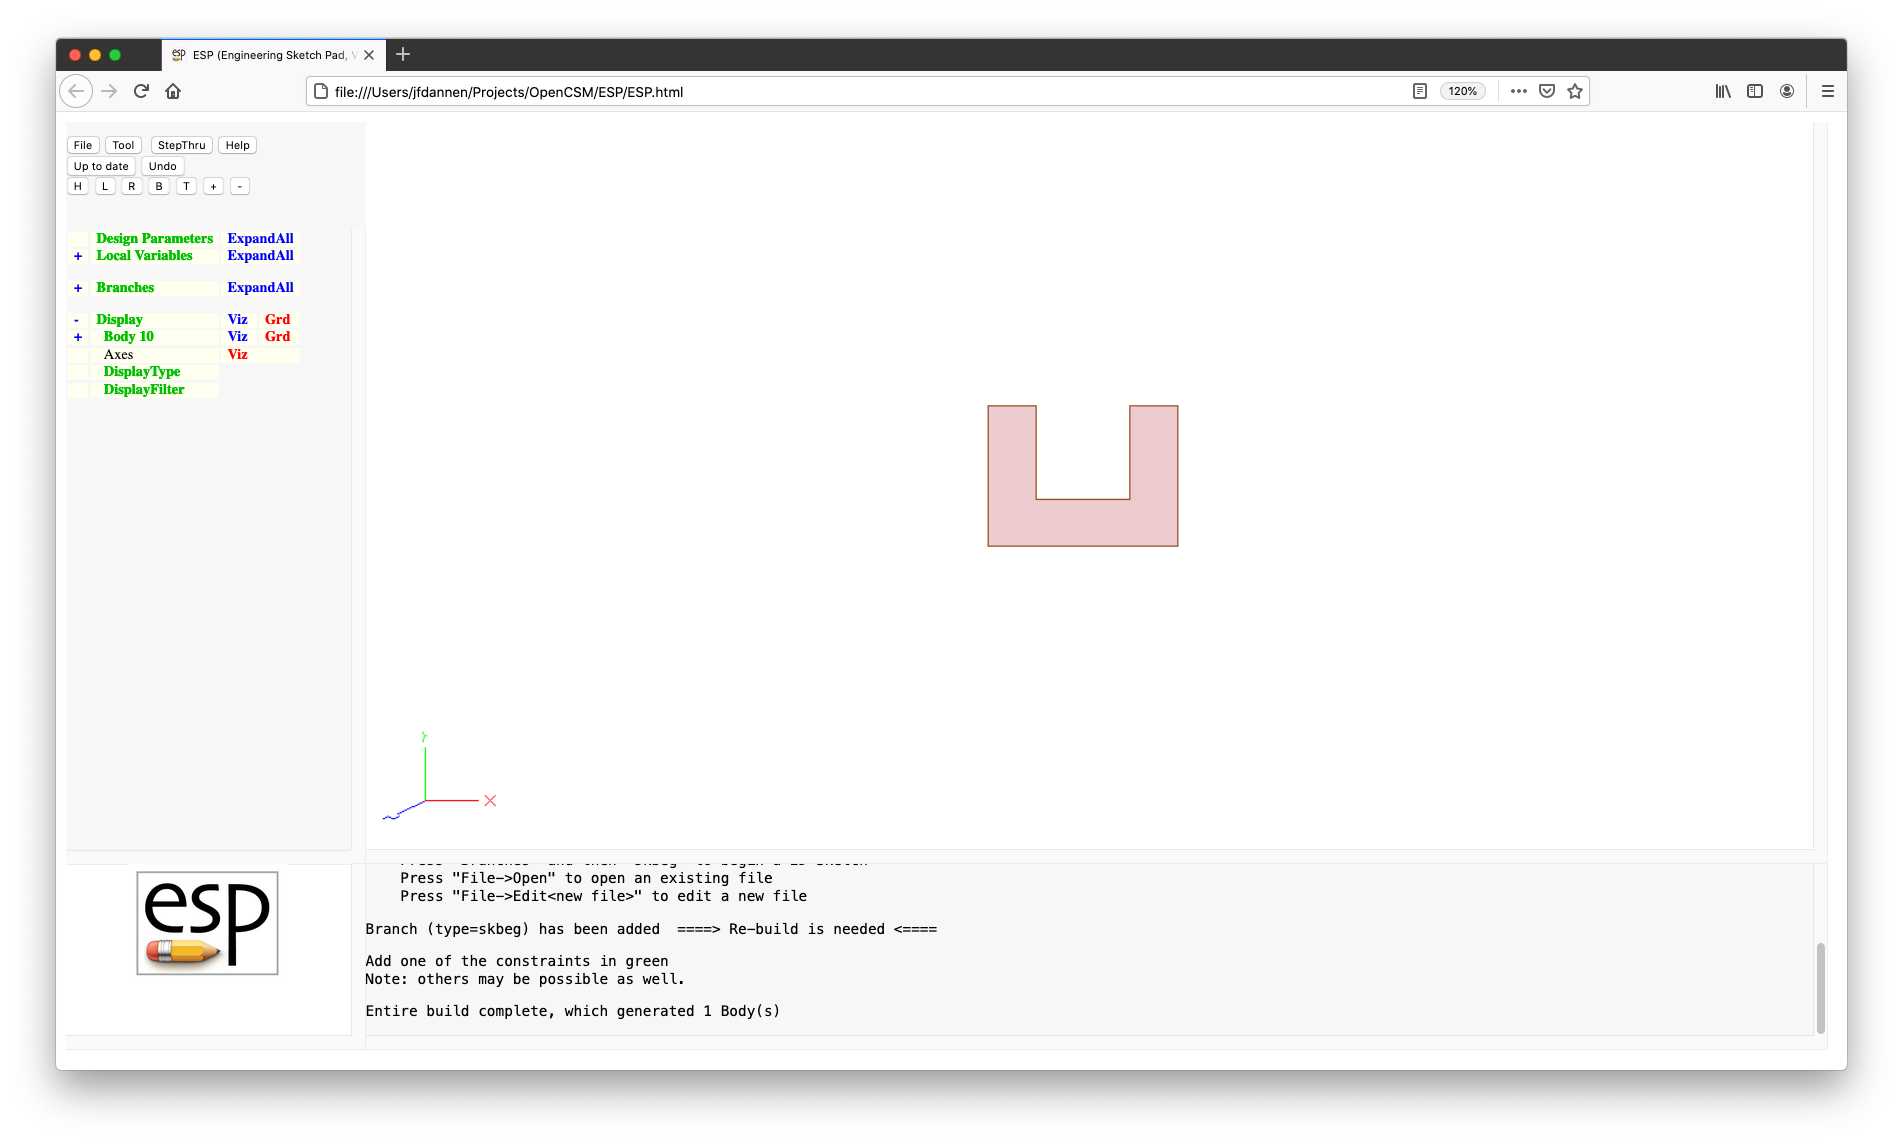 esp ESP (Engineering Sketch Pad, V
file:///Users/jfdannen/Projects/OpenCSM/ESP/ESP.html 120%
File Tool StepThru Help
Up to date Undo
H L R B T + -
Design Parameters ExpandAll
+ Local Variables ExpandAll
+ Branches ExpandAll
- Display Viz Grd
+ Body 10 Viz Grd
Axes Viz
DisplayType
DisplayFilter
Y
X
esp
Press "File->Open" to open an existing file
Press "File->Edit<new file>" to edit a new file
Branch (type=skbeg) has been added ====> Re-build is needed <====
Add one of the constraints in green
Note: others may be possible as well.
Entire build complete, which generated 1 Body(s)